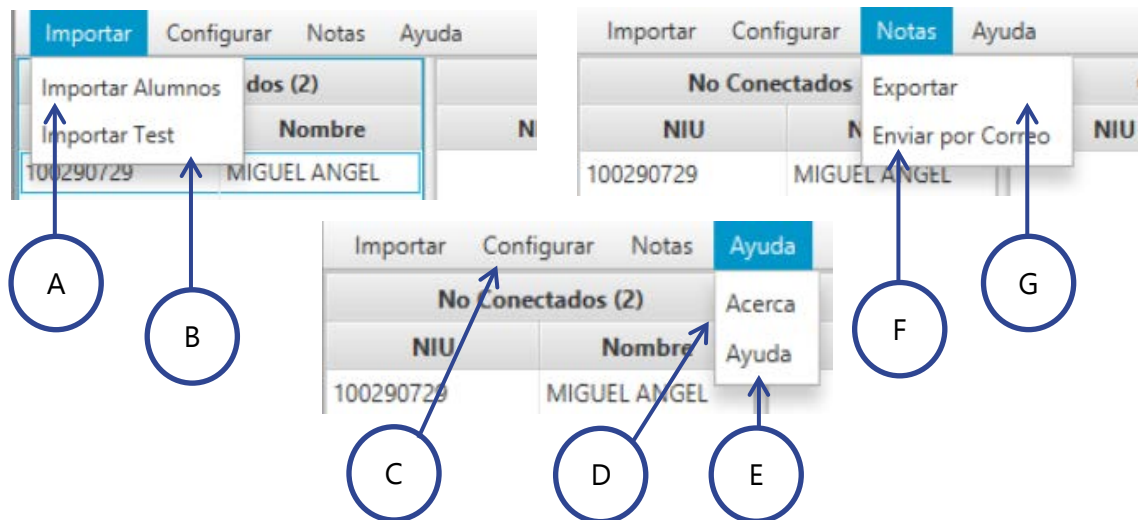 Importar Configurar Notas Ayuda
Importar Alumnos dos (2)
Importar Test Nombre N
100290729 MIGUEL ANGEL
Importar Configurar Notas Ayuda
No Conectados Exportar
NIU N Enviar por Correo NIU
100290729 MIGUEL ANGEL
A
B
G
F
Importar Configurar Notas Ayuda
No Conectados (2) Acerca
NIU Nombre Ayuda
100290729 MIGUEL ANGEL
C
D
E